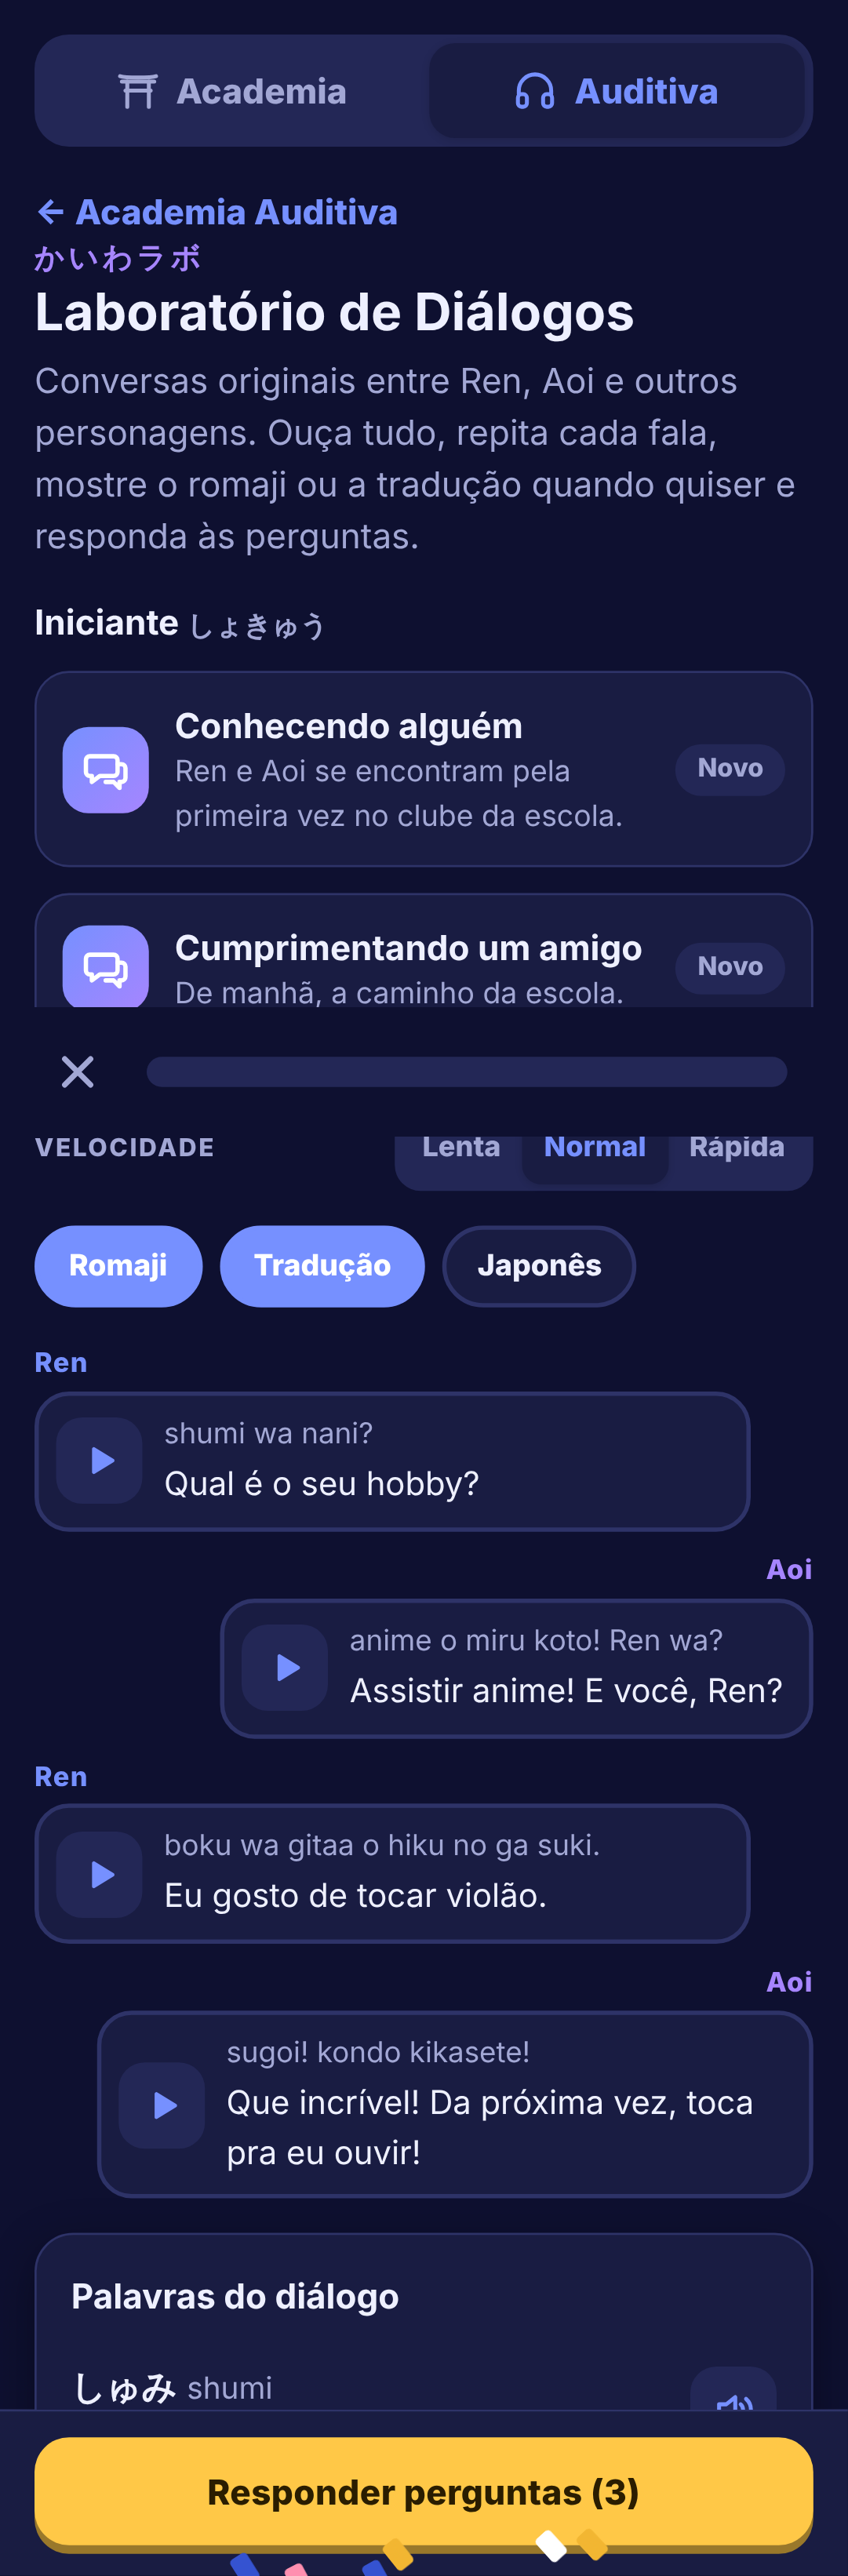 Academia
Auditiva
← Academia Auditiva
かいわラボ
Laboratório de Diálogos
Conversas originais entre Ren, Aoi e outros
personagens. Ouça tudo, repita cada fala,
mostre o romaji ou a tradução quando quiser e
responda às perguntas.
Iniciante しょきゅう
Conhecendo alguém
Ren e Aoi se encontram pela
primeira vez no clube da escola.
Novo
Cumprimentando um amigo
De manhã, a caminho da escola.
Novo
VELOCIDADE
Lenta
Normal
Rápida
Romaji
Tradução
Japonês
Ren
shumi wa nani?
Qual é o seu hobby?
Aoi
anime o miru koto! Ren wa?
Assistir anime! E você, Ren?
Ren
boku wa gitaa o hiku no ga suki.
Eu gosto de tocar violão.
Aoi
sugoi! kondo kikasete!
Que incrível! Da próxima vez, toca
pra eu ouvir!
Palavras do diálogo
しゅみ shumi
Responder perguntas (3)